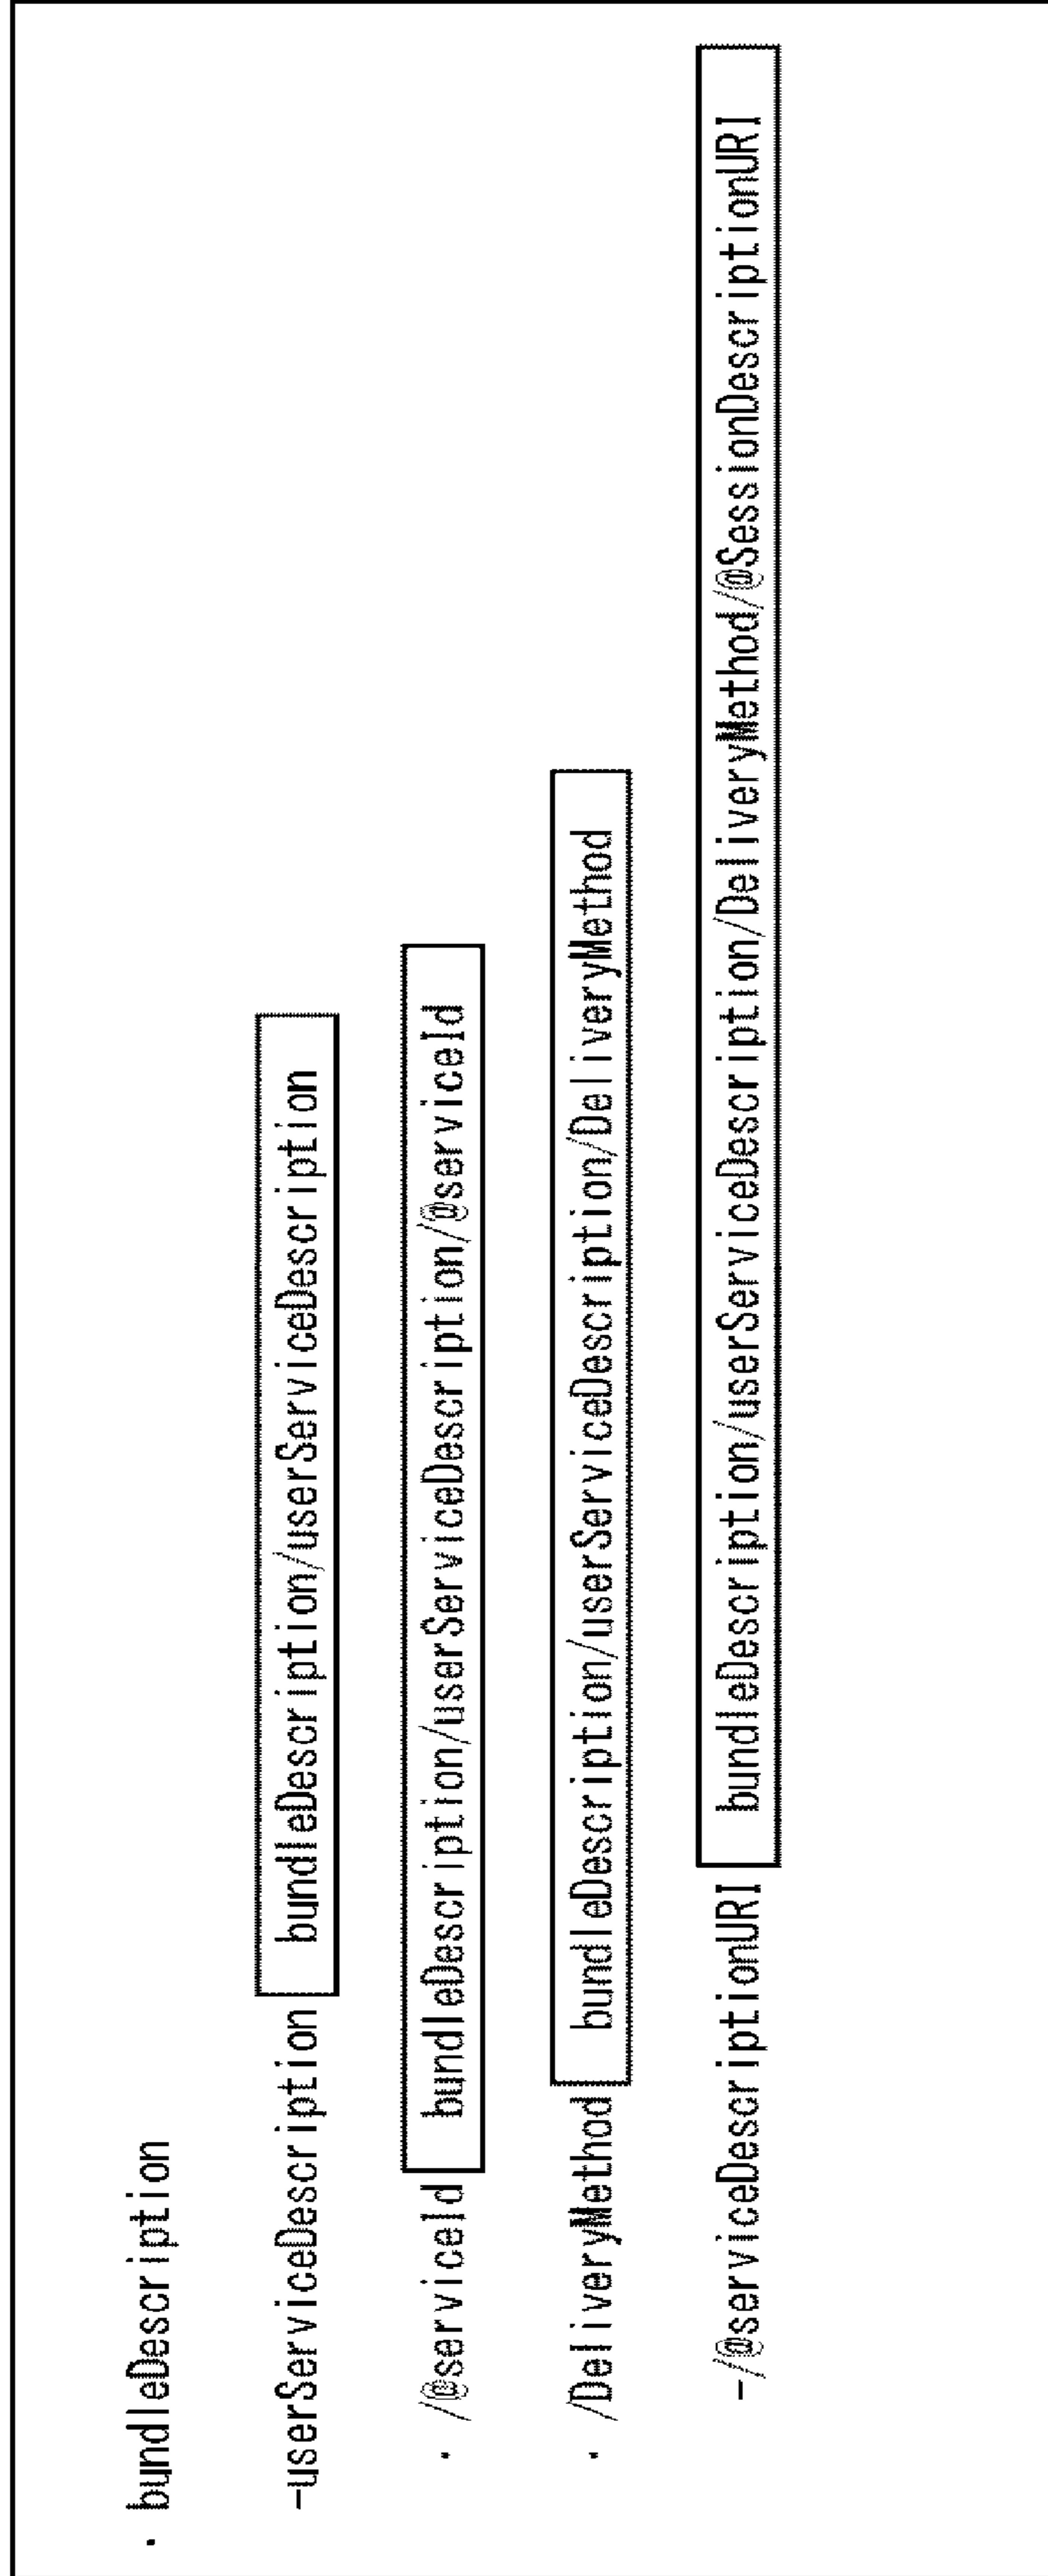 · bundleDescription
-userServiceDescription bundleDescription/userServiceDescription
· /@serviceId bundleDescription/userServiceDescription/@serviceId
· /DeliveryMethod bundleDescription/userServiceDescription/DeliveryMethod
-/@serviceDescriptionURI bundleDescription/userServiceDescription/DeliveryMethod/@SessionDescriptionURI